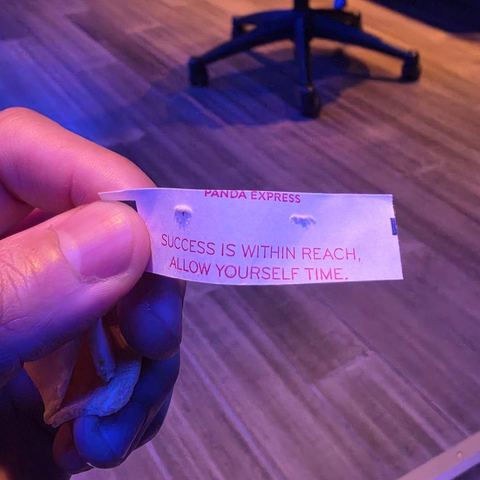 PANDA EXPRESS
SUCCESS IS WITHIN REACH,
ALLOW YOURSELF TIME.